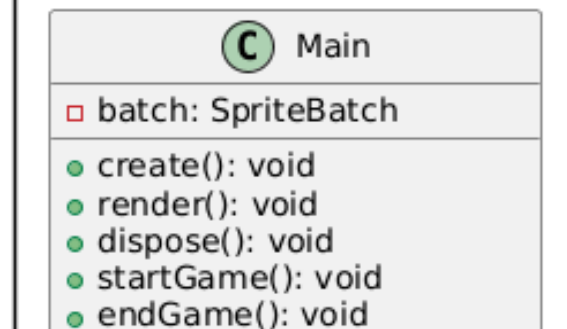 C Main
batch: SpriteBatch
create(): void
render(): void
dispose(): void
startGame(): void
endGame(): void